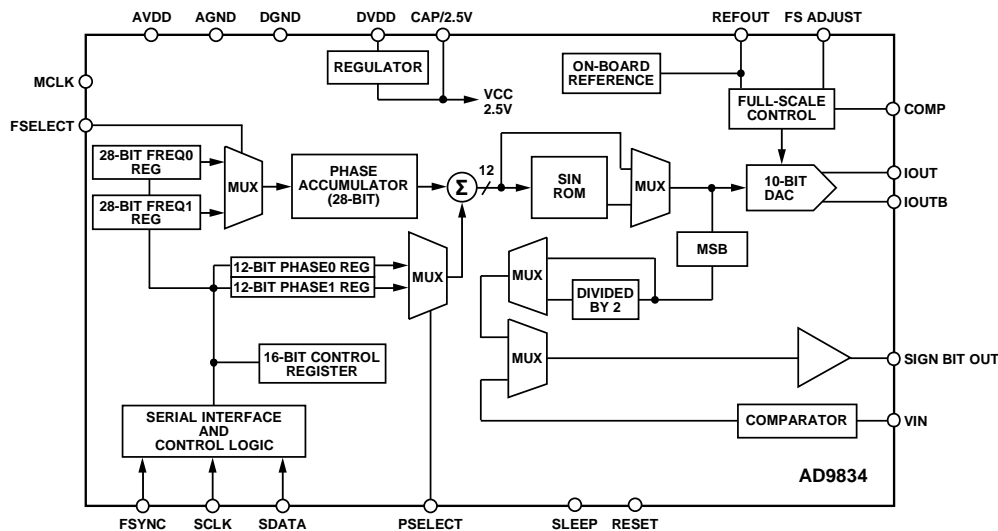 AVDD AGND DGND DVDD CAP/2.5V REFOUT FS ADJUST
MCLK
REGULATOR
ON-BOARD
REFERENCE
VCC
2.5V
FULL-SCALE
CONTROL
COMP
FSELECT
28-BIT FREQ0
REG
28-BIT FREQ1
REG
MUX
PHASE
ACCUMULATOR
(28-BIT)
Σ
12
SIN
ROM
MUX
10-BIT
DAC
IOUT
IOUTB
MSB
12-BIT PHASE0 REG
12-BIT PHASE1 REG
MUX
MUX
DIVIDED
BY 2
16-BIT CONTROL
REGISTER
MUX
SIGN BIT OUT
SERIAL INTERFACE
AND
CONTROL LOGIC
COMPARATOR
VIN
AD9834
FSYNC SCLK SDATA PSELECT SLEEP RESET